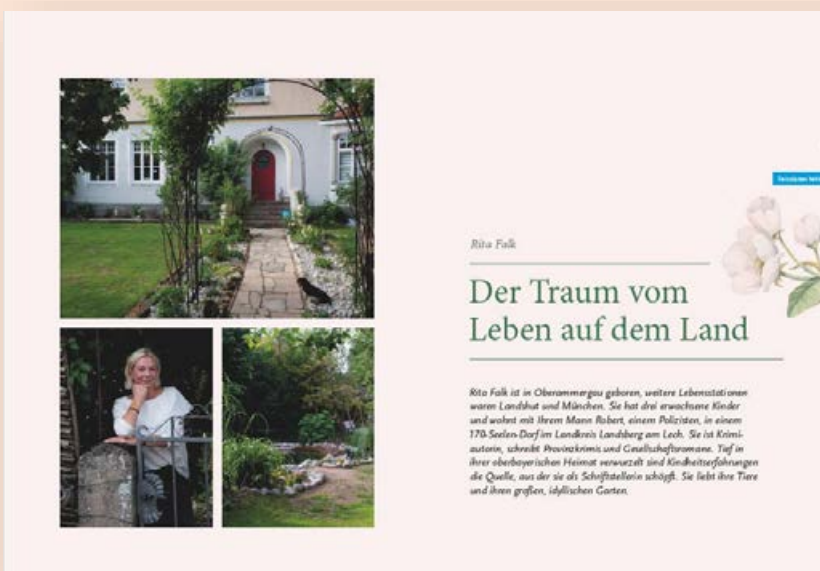 Rita Falk
Der Traum vom
Leben auf dem Land
Rita Falk ist in Oberammergau geboren, weitere Lebensstationen
waren Landshut und München. Sie hat drei erwachsene Kinder
und wohnt mit Ihrem Mann Robert, einem Polizisten, in einem
170-Seelen-Dorf im Landkreis Landsberg am Lech. Sie ist Krimi-
autorin, schreibt Provinzkrimis und Gesellschaftsromane. Tief in
ihrer oberbayerischen Heimat verwurzelt sind Kindheitserfahrungen
die Quelle, aus der sie als Schriftstellerin schöpft. Sie liebt ihre Tiere
und ihren großen, idyllischen Garten.